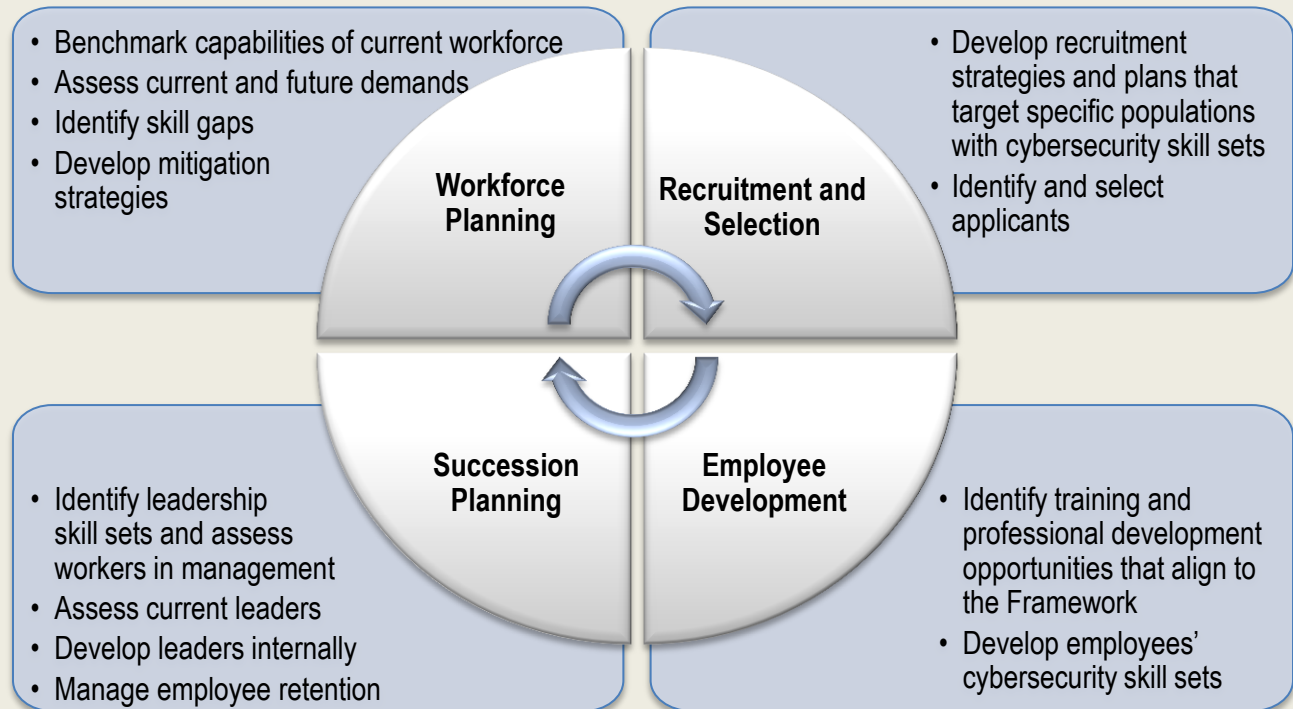 • Benchmark capabilities of current workforce
• Assess current and future demands
• Identify skill gaps
• Develop mitigation
strategies
Workforce
Planning
• Develop recruitment
strategies and plans that
target specific populations
with cybersecurity skill sets
• Identify and select
applicants
Recruitment and
Selection
Succession
Planning
• Identify leadership
skill sets and assess
workers in management
• Assess current leaders
• Develop leaders internally
• Manage employee retention
Employee
Development
• Identify training and
professional development
opportunities that align to
the Framework
• Develop employees’
cybersecurity skill sets